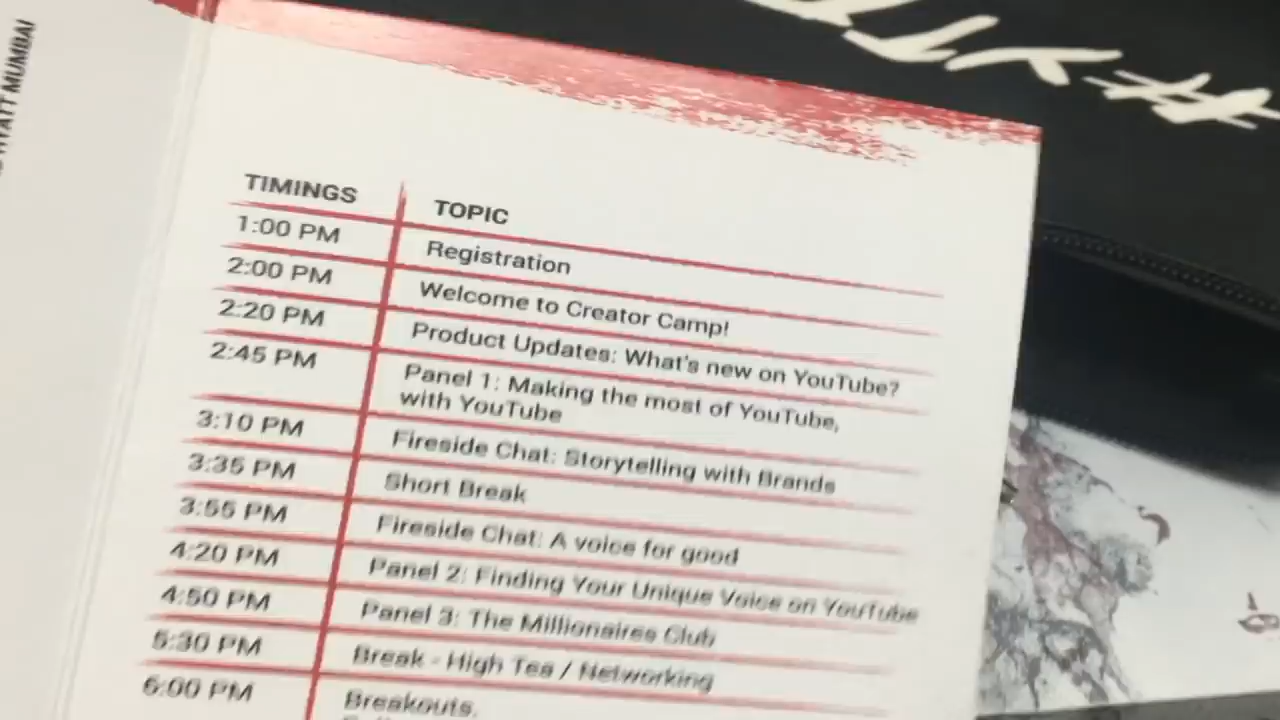 HYATT MUMBAI
#YT
TIMINGS TOPIC
1:00 PM Registration
2:00 PM Welcome to Creator Camp!
2:20 PM Product Updates: What's new on YouTube?
2:45 PM Panel 1: Making the most of YouTube,
with YouTube
3:10 PM Fireside Chat: Storytelling with Brands
3:35 PM Short Break
3:55 PM Fireside Chat: A voice for good
4:20 PM Panel 2: Finding Your Unique Voice on YouTube
4:50 PM Panel 3: The Millionaires Club
5:30 PM Break - High Tea / Networking
6:00 PM Breakouts.